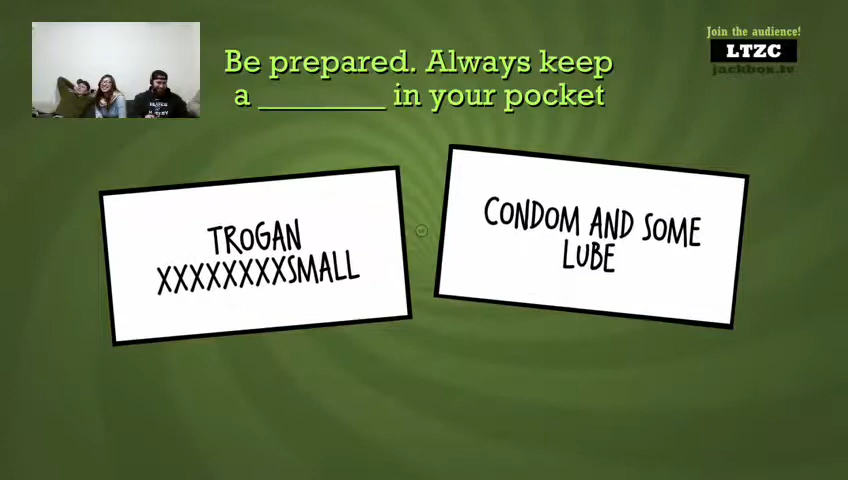 Be prepared. Always keep
a ________ in your pocket
Join the audience!
LTZC
jackbox.tv
TROGAN
XXXXXXXXSMALL
CONDOM AND SOME
LUBE